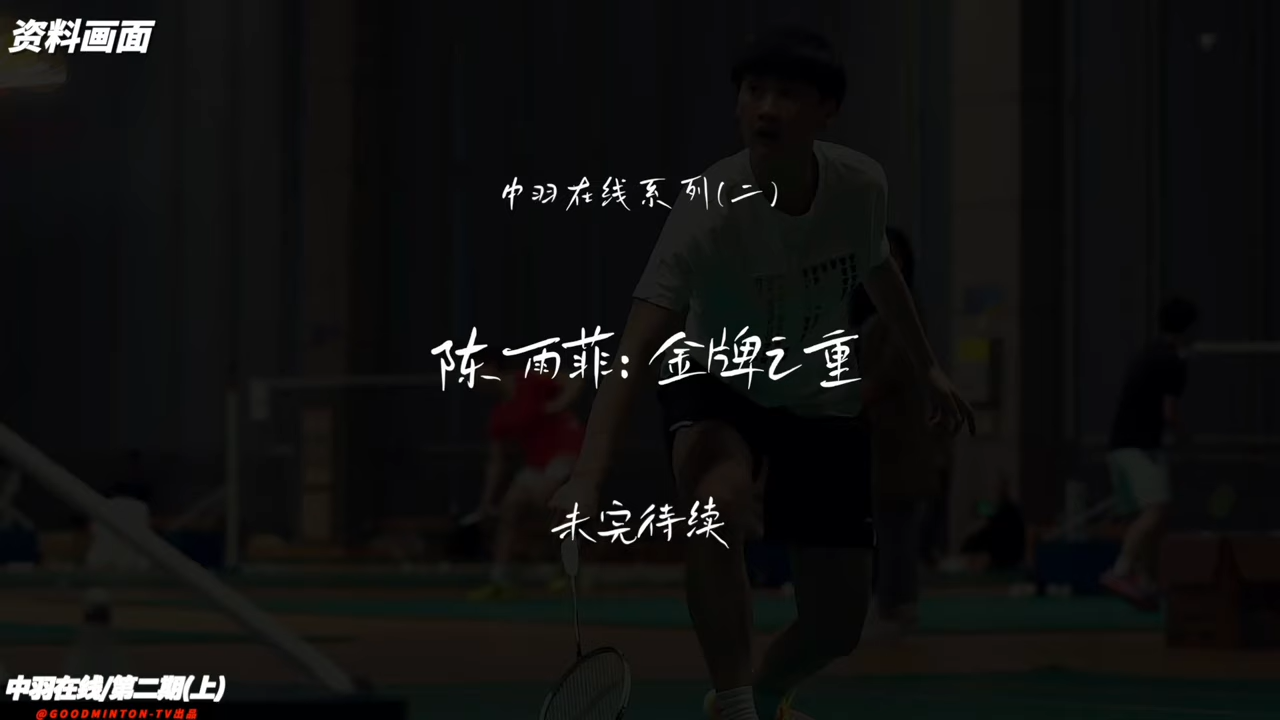 资料画面
中羽在线系列(二)
陈雨菲:金牌之重
未完待续
中羽在线/第二期(上)
@GOODMINTON-TV出品